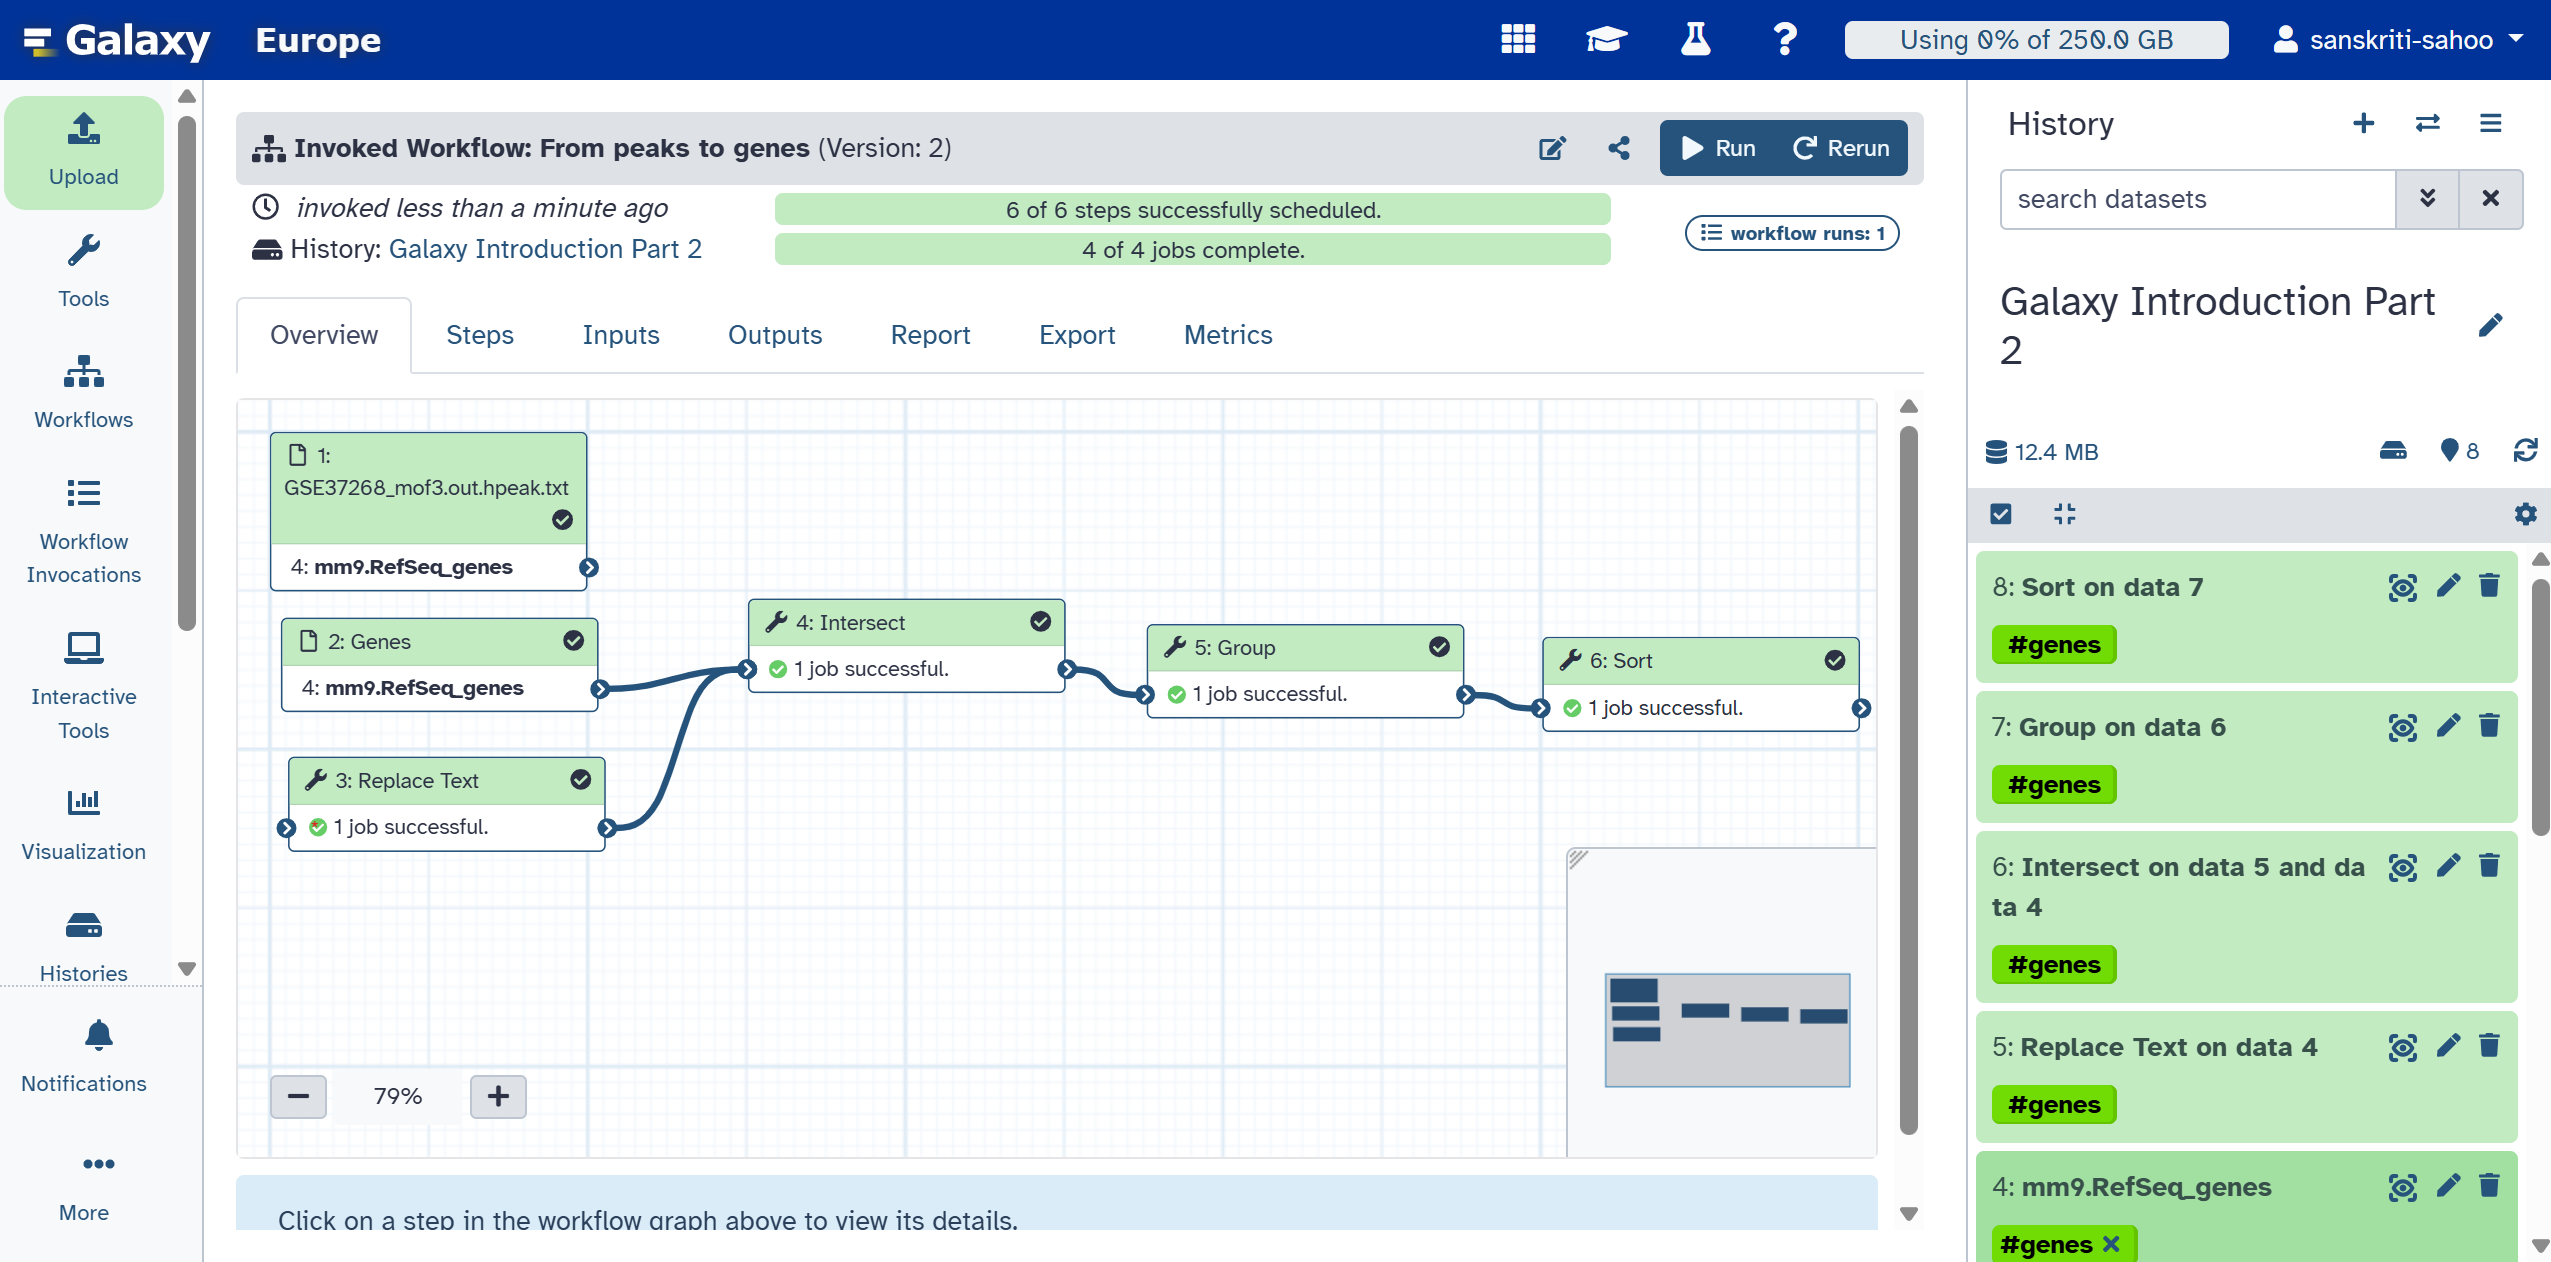 Galaxy Europe
Using 0% of 250.0 GB
sanskriti-sahoo
Upload
Tools
Workflows
Workflow
Invocations
Interactive
Tools
Visualization
Histories
Notifications
More
Invoked Workflow: From peaks to genes (Version: 2)
Run
Rerun
invoked less than a minute ago
6 of 6 steps successfully scheduled.
History: Galaxy Introduction Part 2
4 of 4 jobs complete.
workflow runs: 1
Overview
Steps
Inputs
Outputs
Report
Export
Metrics
1:
GSE37268_mof3.out.hpeak.txt
4: mm9.RefSeq_genes
2: Genes
4: mm9.RefSeq_genes
3: Replace Text
1 job successful.
4: Intersect
1 job successful.
5: Group
1 job successful.
6: Sort
1 job successful.
79%
Click on a step in the workflow graph above to view its details.
History
search datasets
Galaxy Introduction Part
2
12.4 MB
8
8: Sort on data 7
#genes
7: Group on data 6
#genes
6: Intersect on data 5 and da
ta 4
#genes
5: Replace Text on data 4
#genes
4: mm9.RefSeq_genes
#genes